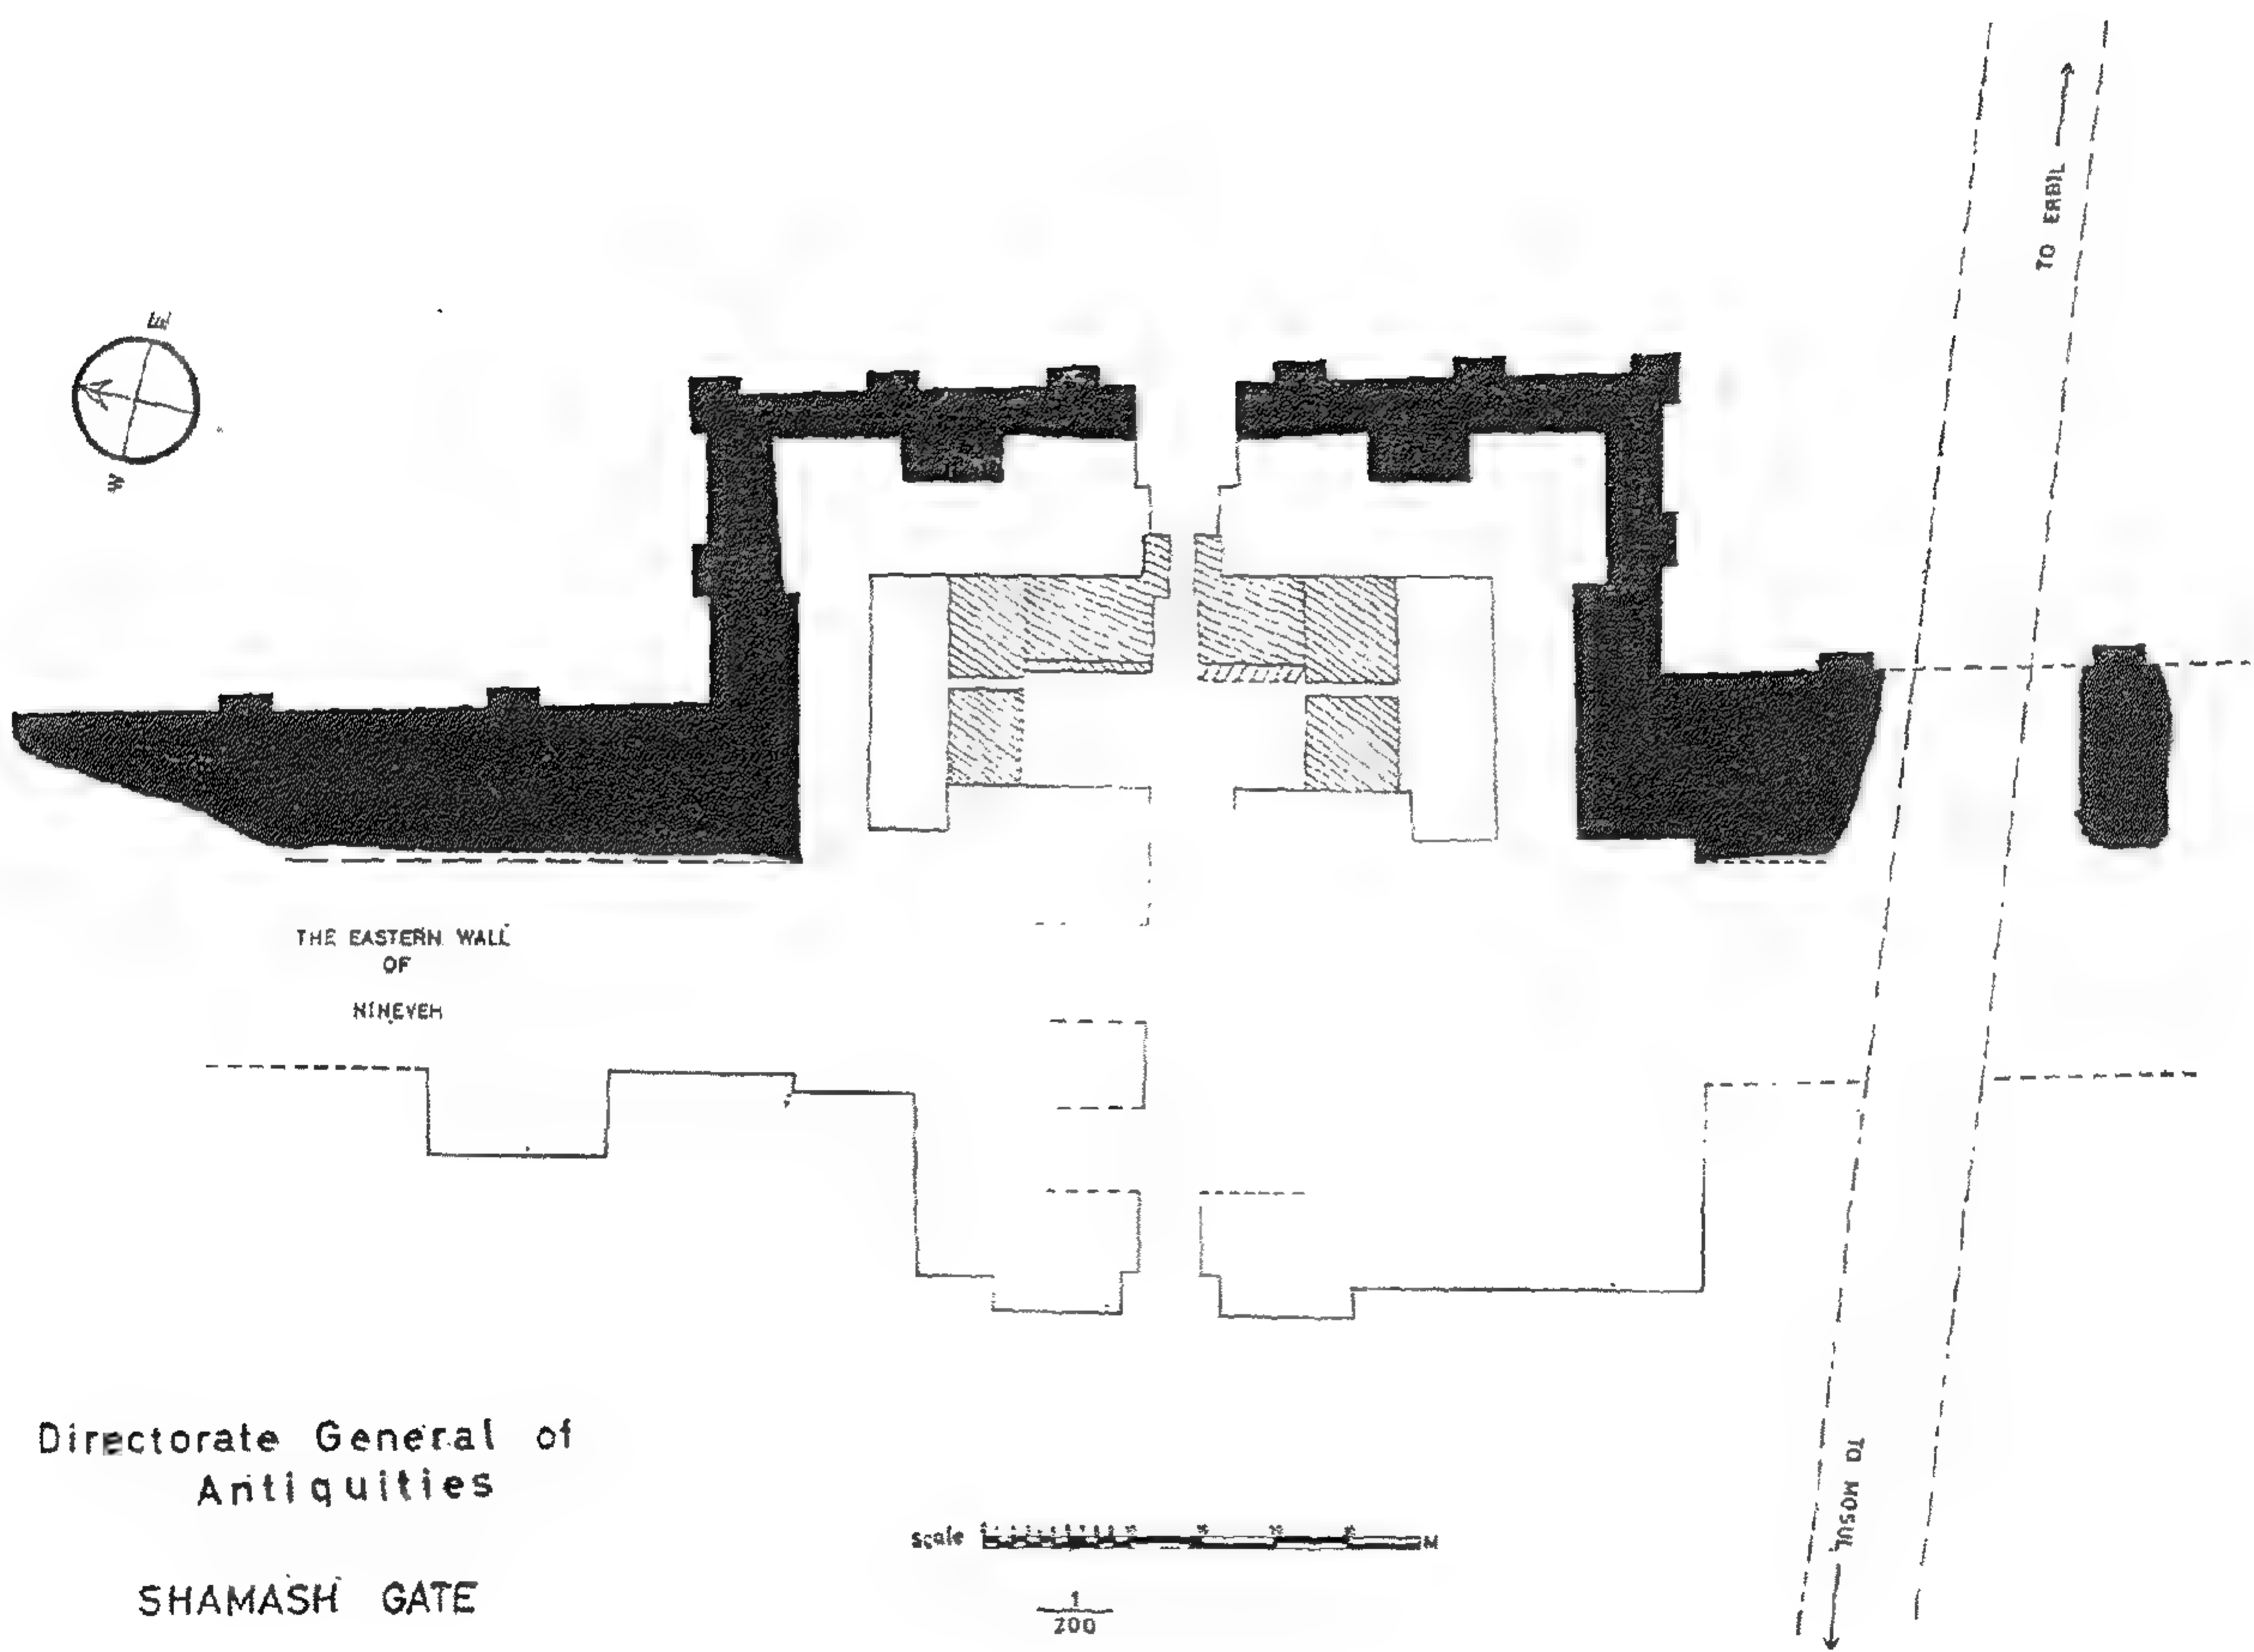 E
W
TO ERBIL
THE EASTERN WALL
OF
NINEVEH
TO MOSUL
Directorate General of
Antiquities
SHAMASH GATE
scale
M
1
200